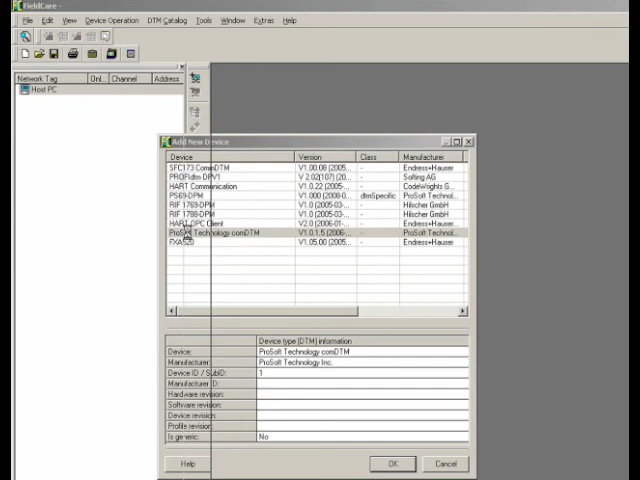 FieldCare -
File Edit View Device Operation DTM Catalog Tools Window Extras Help
Network Tag Onl... Channel Address
Host PC
Add New Device
Device Version Class Manufacturer
SFC173 CommDTM V1.00.08 (2005... - Endress+Hauser
PROFIdtm DPV1 V 2.02(107) (20... - Softing AG
HART Communication V1.0.22 (2005-... - CodeWrights G...
PS69-DPM V1.000 (2008-0... dtmSpecific ProSoft Technol...
RIF 1769-DPM V1.0 (2005-03-... - Hilscher GmbH
RIF 1788-DPM V1.0 (2005-03-... - Hilscher GmbH
HART OPC Client V2.0 (2006-01-... - Endress+Hauser
ProSoft Technology comDTM V1.0.1.5 (2006-... - ProSoft Technol...
FXA520 V1.05.00 (2005... - Endress+Hauser
Device type (DTM) information
Device: ProSoft Technology comDTM
Manufacturer: ProSoft Technology Inc.
Device ID / SubID: 1
Manufacturer ID:
Hardware revision:
Software revision:
Device revision:
Profile revision:
Is generic: No
Help OK Cancel